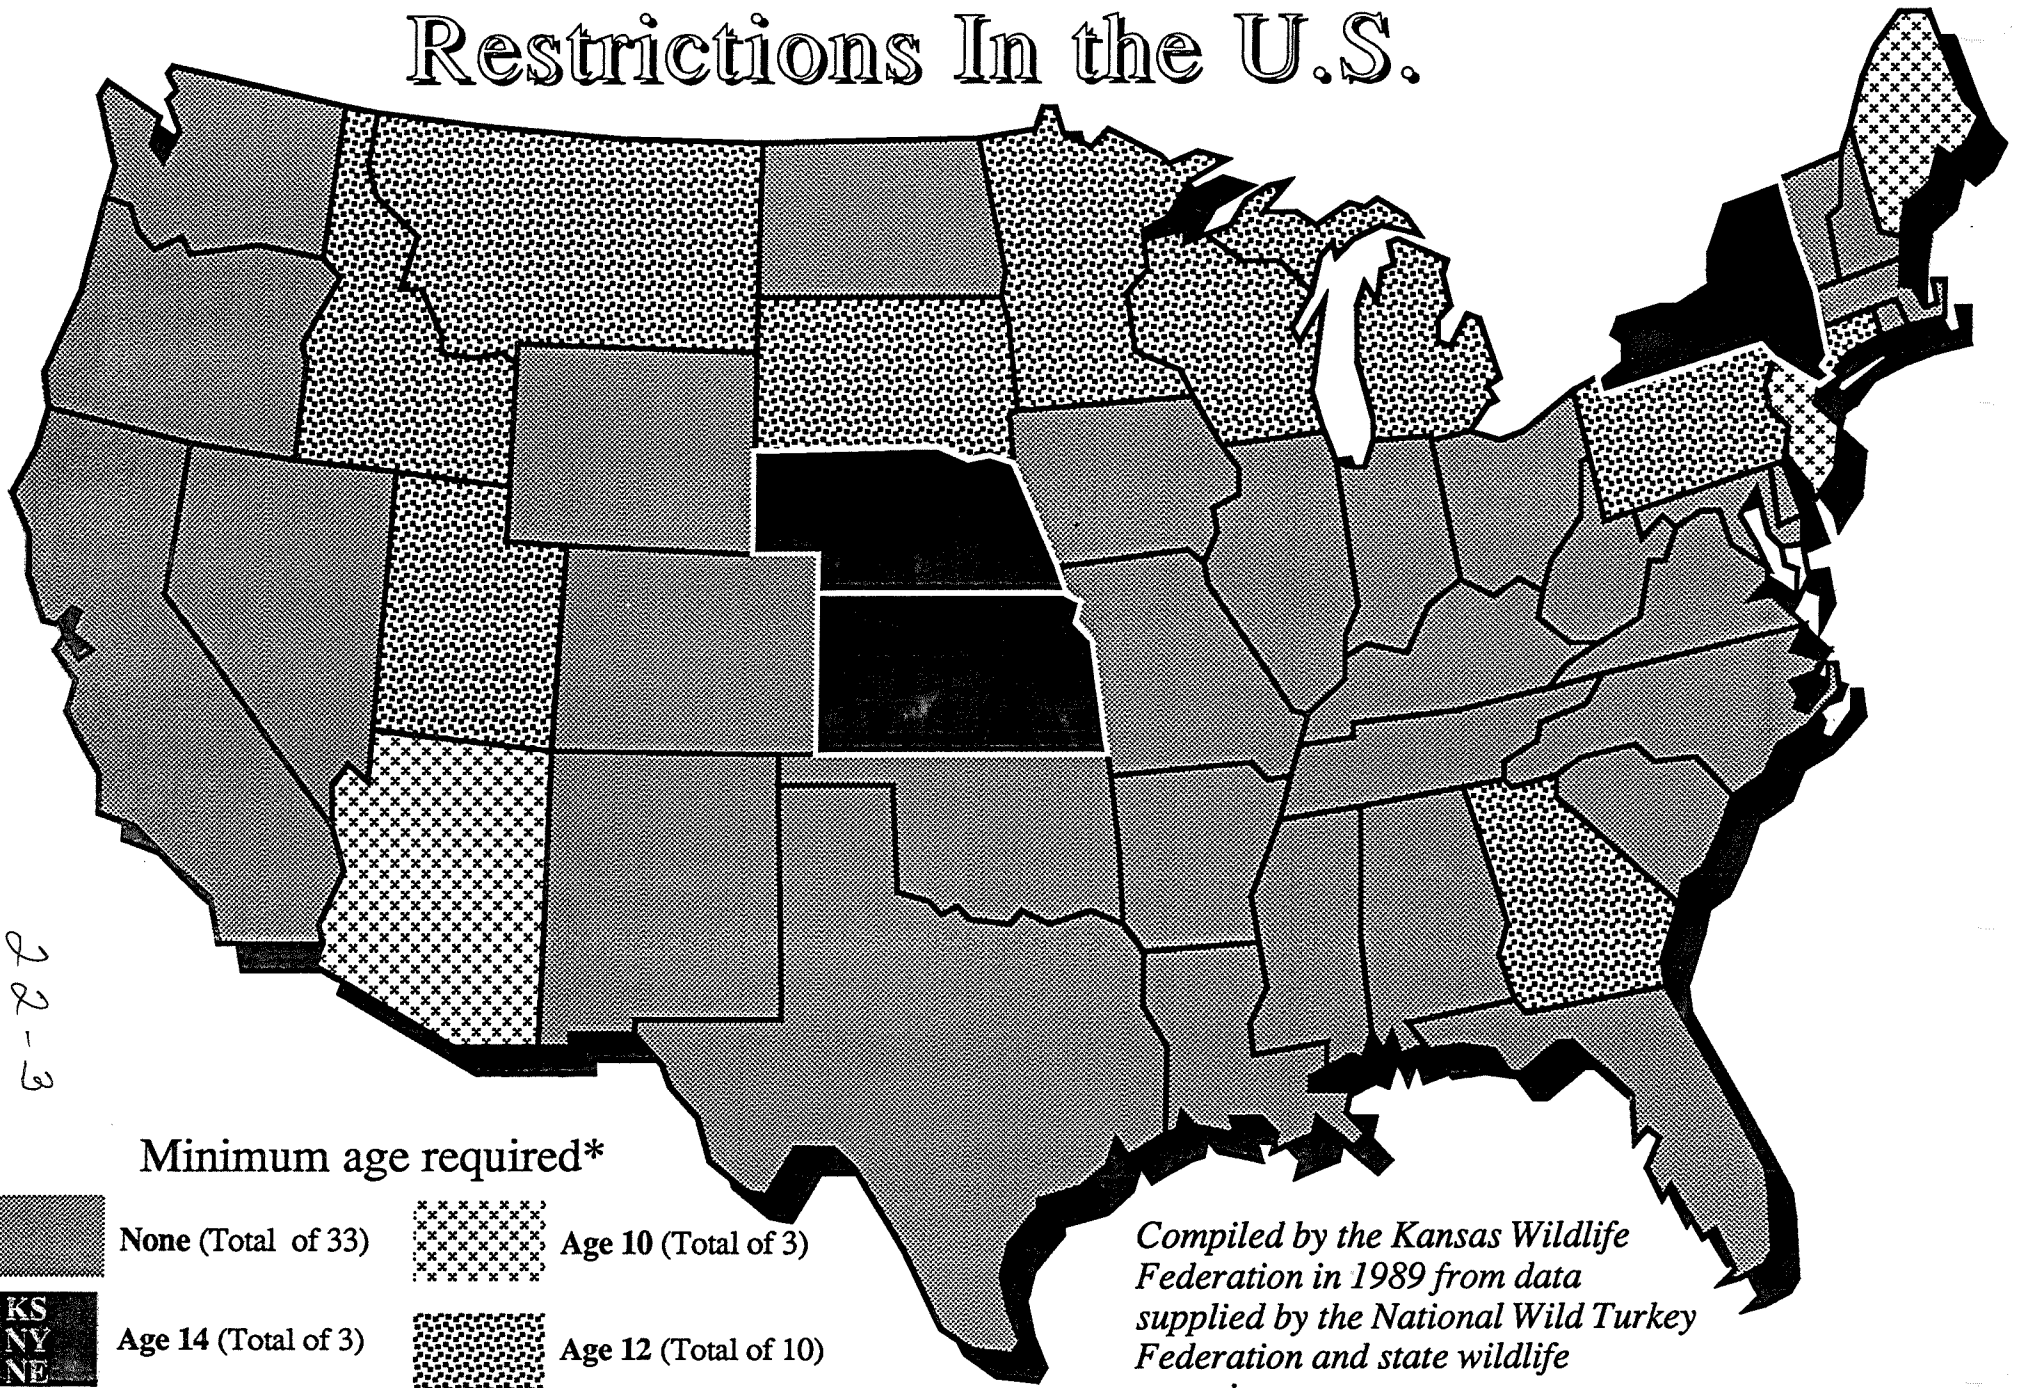 Restrictions In the U.S.
22-3
Minimum age required*
None (Total of 33)
Age 10 (Total of 3)
KS
NY
NE
Age 14 (Total of 3)
Age 12 (Total of 10)
Compiled by the Kansas Wildlife
Federation in 1989 from data
supplied by the National Wild Turkey
Federation and state wildlife